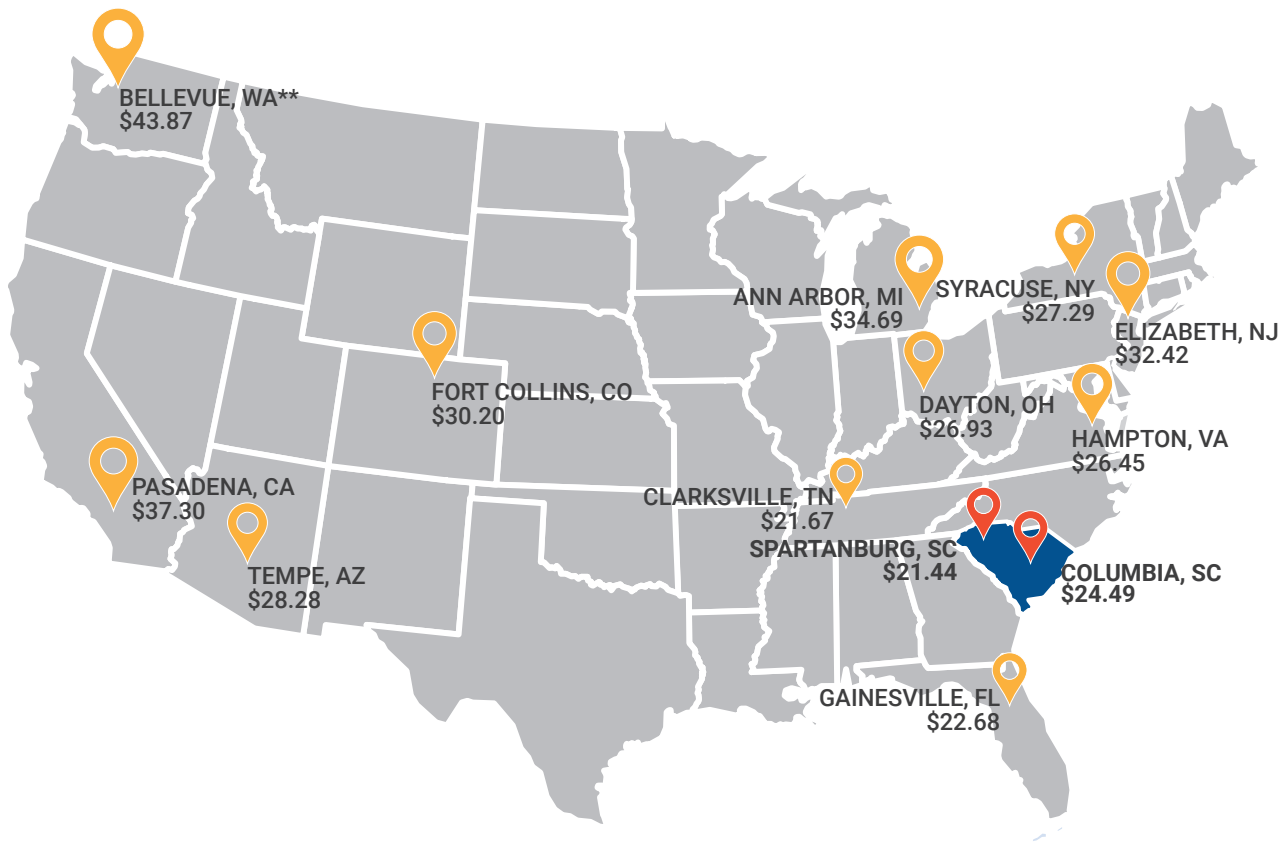 BELLEVUE, WA**
$43.87
ANN ARBOR, MI
$34.69
SYRACUSE, NY
$27.29
ELIZABETH, NJ
$32.42
FORT COLLINS, CO
$30.20
DAYTON, OH
$26.93
HAMPTON, VA
$26.45
PASADENA, CA
$37.30
CLARKSVILLE, TN
$21.67
SPARTANBURG, SC
$21.44
TEMPE, AZ
$28.28
COLUMBIA, SC
$24.49
GAINESVILLE, FL
$22.68